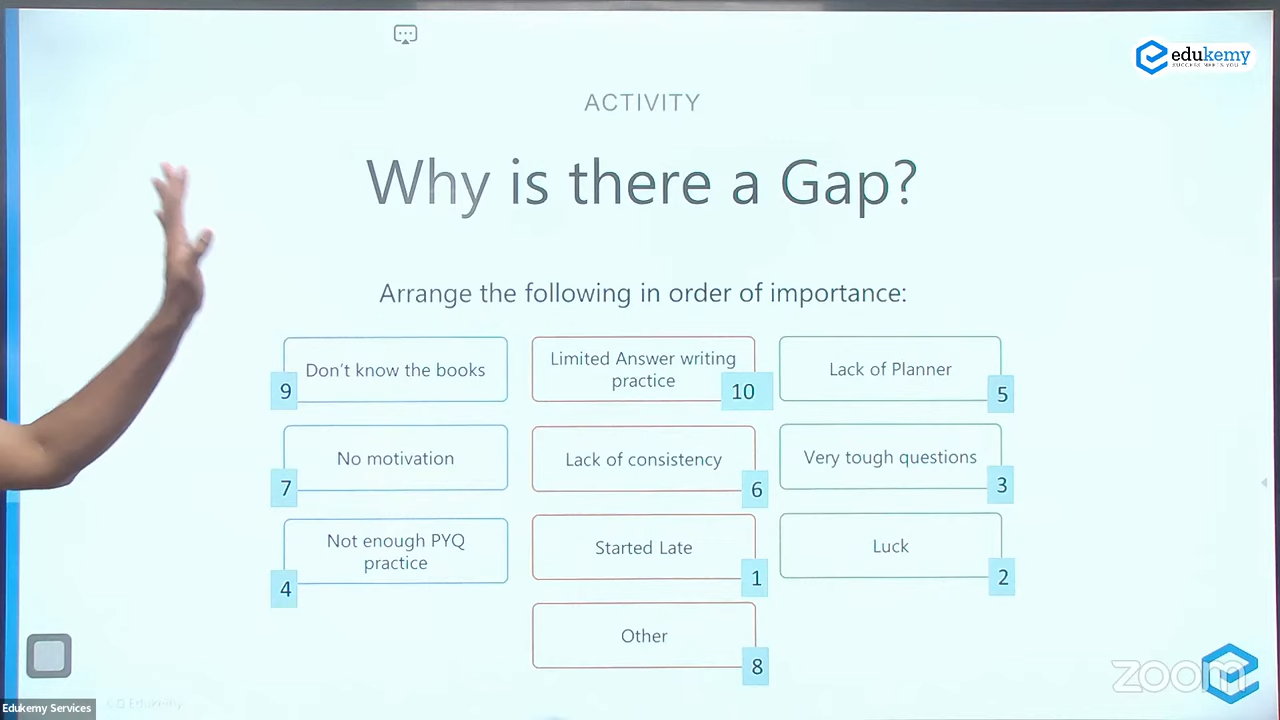 edukemy
ACTIVITY
Why is there a Gap?
Arrange the following in order of importance:
Don't know the books
9
Limited Answer writing
practice
10
Lack of Planner
5
No motivation
7
Lack of consistency
6
Very tough questions
3
Not enough PYQ
practice
4
Started Late
1
Luck
2
Other
8
zoom
Edukemy Services